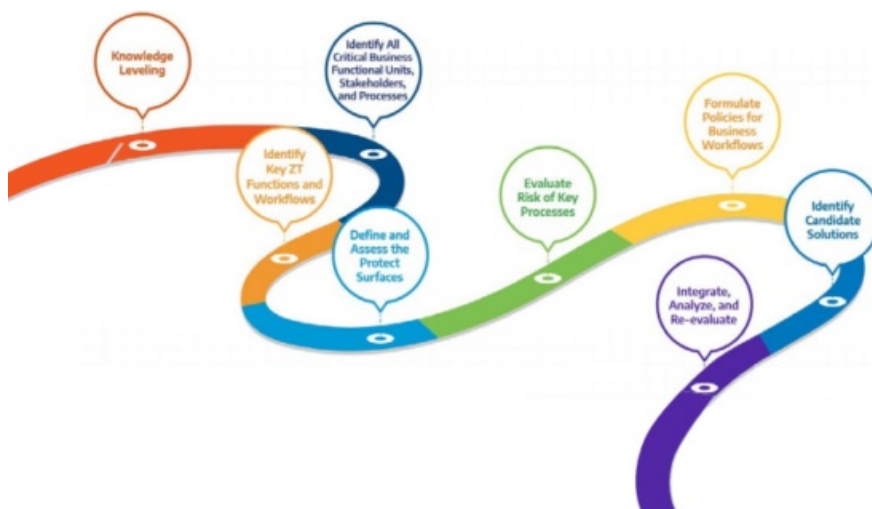 Knowledge
Leveling
Identify All
Critical Business
Functional Units,
Stakeholders,
and Processes
Identify
Key ZT
Functions and
Workflows
Define and
Assess the
Protect
Surfaces
Evaluate
Risk of Key
Processes
Formulate
Policies for
Business
Workflows
Identify
Candidate
Solutions
Integrate,
Analyze, and
Re-evaluate